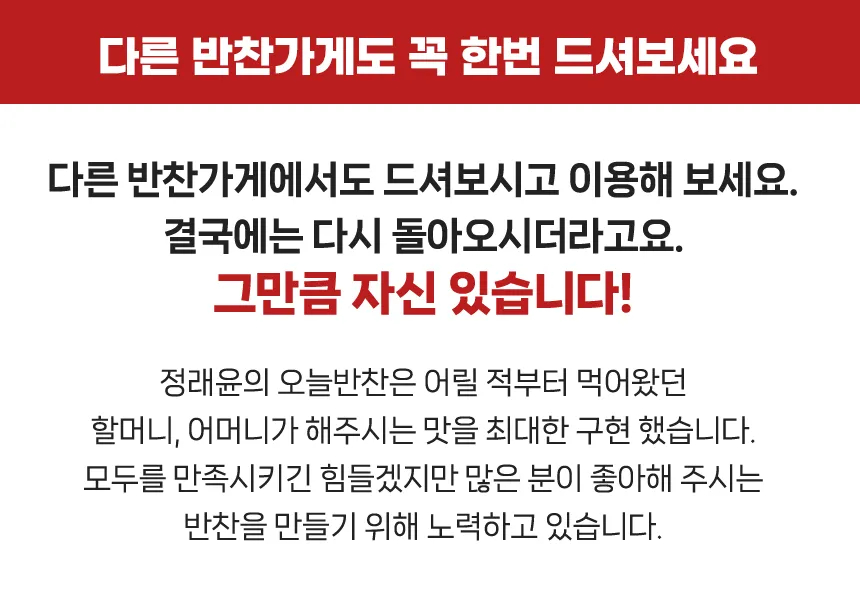 다른 반찬가게도 꼭 한번 드셔보세요
다른 반찬가게에서도 드셔보시고 이용해 보세요.
결국에는 다시 돌아오시더라고요.
그만큼 자신 있습니다!
정래윤의 오늘반찬은 어릴 적부터 먹어왔던
할머니, 어머니가 해주시는 맛을 최대한 구현 했습니다.
모두를 만족시키긴 힘들겠지만 많은 분이 좋아해 주시는
반찬을 만들기 위해 노력하고 있습니다.